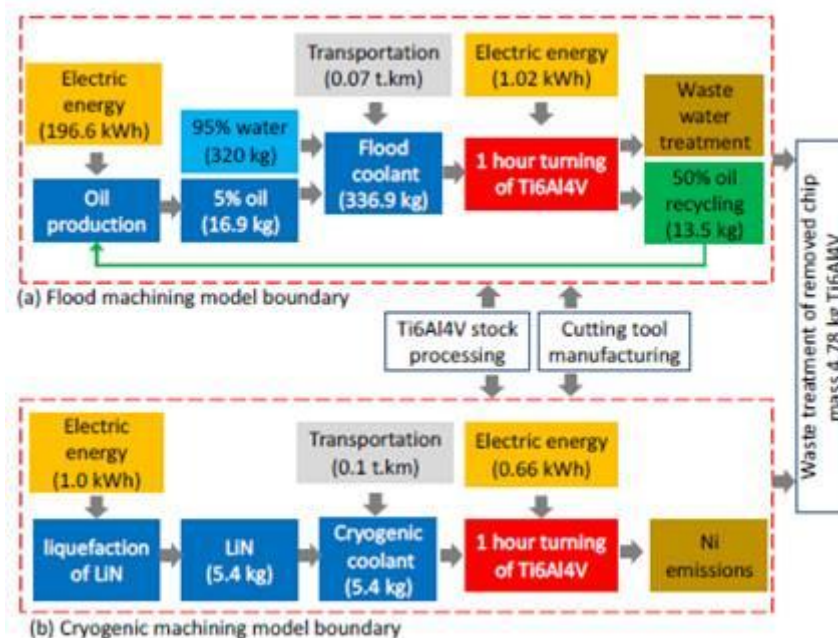 Transportation
(0.07 t.km)
Electric energy
(1.02 kWh)
Electric
energy
(196.6 kWh)
95% water
(320 kg)
Flood
coolant
(336.9 kg)
1 hour turning
of Ti6Al4V
Waste
water
treatment
Oil
production
5% oil
(16.9 kg)
50% oil
recycling
(13.5 kg)
(a) Flood machining model boundary
Ti6Al4V stock
processing
Cutting tool
manufacturing
Waste treatment of removed chip
mass 4.78 kg Ti6Al4V
Electric
energy
(1.0 kWh)
Transportation
(0.1 t.km)
Electric energy
(0.66 kWh)
liquefaction
of LiN
LiN
(5.4 kg)
Cryogenic
coolant
(5.4 kg)
1 hour turning
of Ti6Al4V
Ni
emissions
(b) Cryogenic machining model boundary